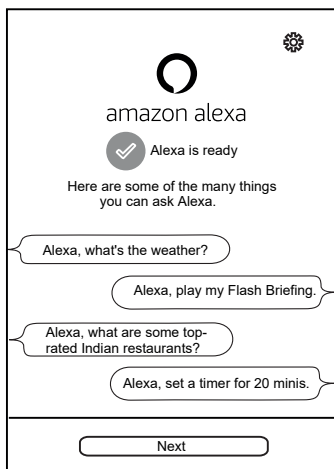 amazon alexa
Alexa is ready
Here are some of the many things
you can ask Alexa.
Alexa, what's the weather?
Alexa, play my Flash Briefing.
Alexa, what are some top-
rated Indian restaurants?
Alexa, set a timer for 20 minis.
Next